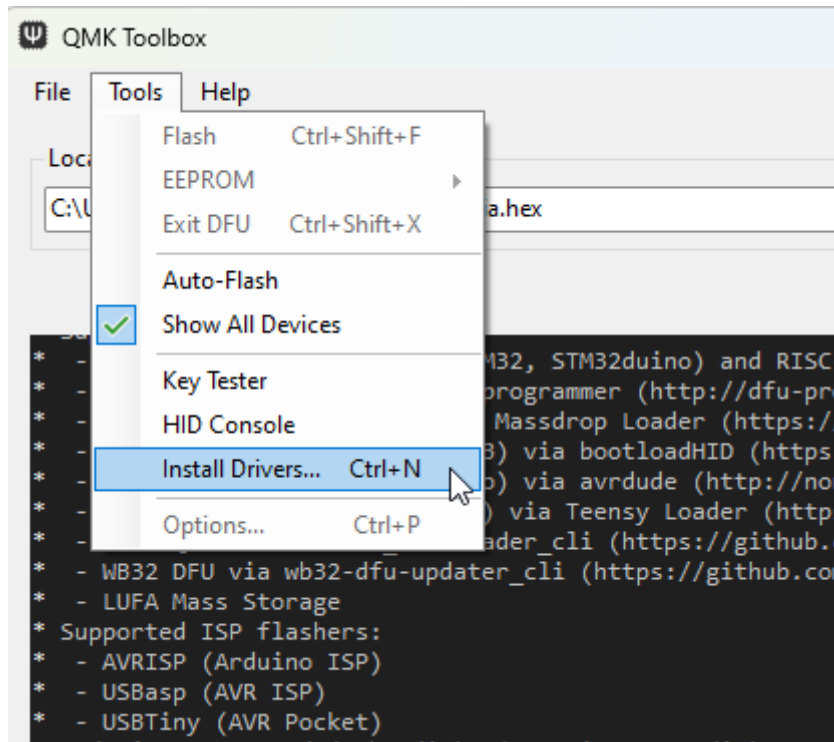 QMK Toolbox
File Tools Help
Flash Ctrl+Shift+F
EEPROM
Exit DFU Ctrl+Shift+X
Auto-Flash
Show All Devices
Key Tester
HID Console
Install Drivers... Ctrl+N
Options... Ctrl+P
Loca
C:\U ia.hex
* - M32, STM32duino) and RISC
* - programmer (http://dfu-pro
* - Massdrop Loader (https:/
* - 3) via bootloadHID (https
* - ) via avrdude (http://no
* - ) via Teensy Loader (http
* - ader_cli (https://github.
* - WB32 DFU via wb32-dfu-updater_cli (https://github.co
* - LUFA Mass Storage
* Supported ISP flashers:
* - AVRISP (Arduino ISP)
* - USBasp (AVR ISP)
* - USBTiny (AVR Pocket)